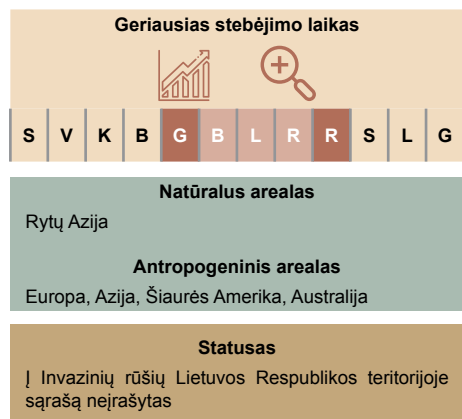 Geriausias stebėjimo laikas
S V K B G B L R R S L G
Natūralus arealas
Rytų Azija
Antropogeninis arealas
Europa, Azija, Šiaurės Amerika, Australija
Statusas
Į Invazinių rūšių Lietuvos Respublikos teritorijoje
sąrašą neįrašytas